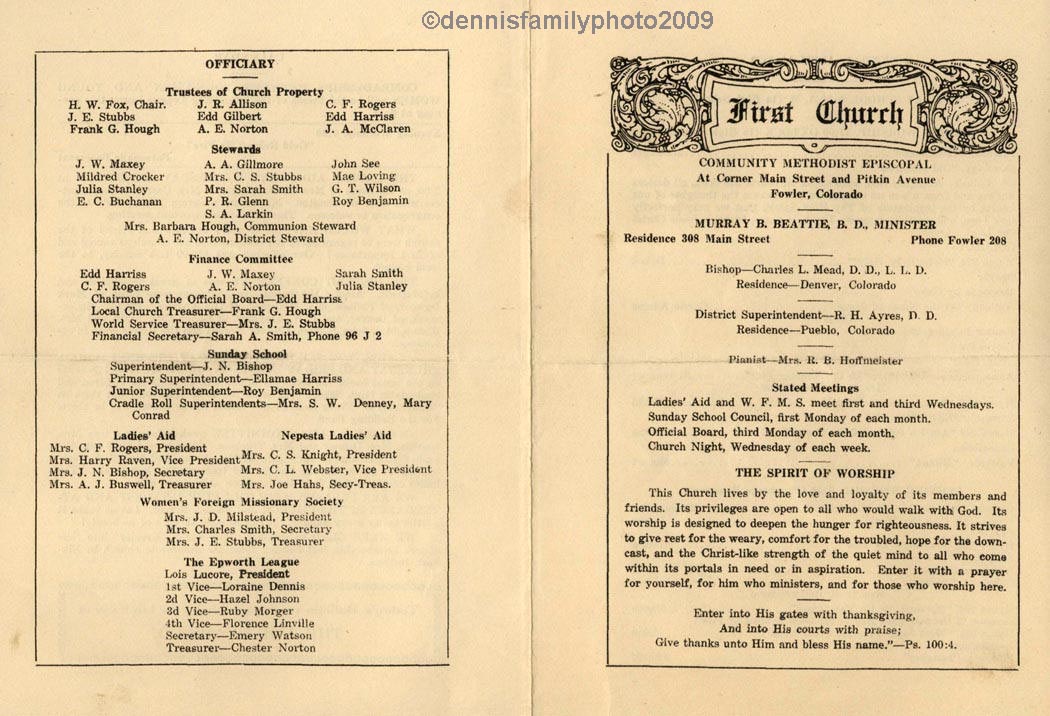 ©dennisfamilyphoto2009
OFFICIARY
Trustees of Church Property
H. W. Fox, Chair. J. R. Allison C. F. Rogers
J. E. Stubbs Edd Gilbert Edd Harriss
Frank G. Hough A. E. Norton J. A. McClaren
Stewards
J. W. Maxey A. A. Gillmore John See
Mildred Crocker Mrs. C. S. Stubbs Mae Loving
Julia Stanley Mrs. Sarah Smith G. T. Wilson
E. C. Buchanan P. R. Glenn Roy Benjamin
S. A. Larkin
Mrs. Barbara Hough, Communion Steward
A. E. Norton, District Steward
Finance Committee
Edd Harriss J. W. Maxey Sarah Smith
C. F. Rogers A. E. Norton Julia Stanley
Chairman of the Official Board—Edd Harriss
Local Church Treasurer—Frank G. Hough
World Service Treasurer—Mrs. J. E. Stubbs
Financial Secretary—Sarah A. Smith, Phone 96 J 2
Sunday School
Superintendent—J. N. Bishop
Primary Superintendent—Ellamae Harriss
Junior Superintendent—Roy Benjamin
Cradle Roll Superintendents—Mrs. S. W. Denney, Mary
Conrad
Ladies' Aid
Mrs. C. F. Rogers, President
Mrs. Harry Raven, Vice President
Mrs. J. N. Bishop, Secretary
Mrs. A. J. Buswell, Treasurer
Nepesta Ladies' Aid
Mrs. C. S. Knight, President
Mrs. C. L. Webster, Vice President
Mrs. Joe Hahs, Secy-Treas.
Women's Foreign Missionary Society
Mrs. J. D. Milstead, President
Mrs. Charles Smith, Secretary
Mrs. J. E. Stubbs, Treasurer
The Epworth League
Lois Lucore, President
1st Vice—Loraine Dennis
2d Vice—Hazel Johnson
3d Vice—Ruby Morger
4th Vice—Florence Linville
Secretary—Emery Watson
Treasurer—Chester Norton
First Church
COMMUNITY METHODIST EPISCOPAL
At Corner Main Street and Pitkin Avenue
Fowler, Colorado
MURRAY B. BEATTIE, B. D., MINISTER
Residence 308 Main Street Phone Fowler 208
Bishop—Charles L. Mead, D. D., L. L. D.
Residence—Denver, Colorado
District Superintendent—R. H. Ayres, D. D.
Residence—Pueblo, Colorado
Pianist—Mrs. R. B. Hoffmeister
Stated Meetings
Ladies' Aid and W. F. M. S. meet first and third Wednesdays.
Sunday School Council, first Monday of each month.
Official Board, third Monday of each month.
Church Night, Wednesday of each week.
THE SPIRIT OF WORSHIP
This Church lives by the love and loyalty of its members and
friends. Its privileges are open to all who would walk with God. Its
worship is designed to deepen the hunger for righteousness. It strives
to give rest for the weary, comfort for the troubled, hope for the down-
cast, and the Christ-like strength of the quiet mind to all who come
within its portals in need or in aspiration. Enter it with a prayer
for yourself, for him who ministers, and for those who worship here.
Enter into His gates with thanksgiving,
And into His courts with praise;
Give thanks unto Him and bless His name."—Ps. 100:4.